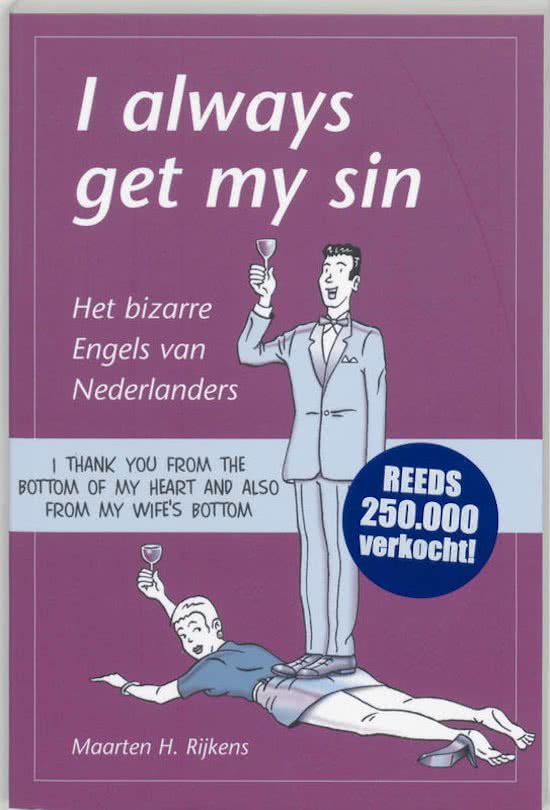 I always
get my sin
Het bizarre
Engels van
Nederlanders
I THANK YOU FROM THE
BOTTOM OF MY HEART AND ALSO
FROM MY WIFE'S BOTTOM
REEDS
250.000
verkocht!
Maarten H. Rijkens